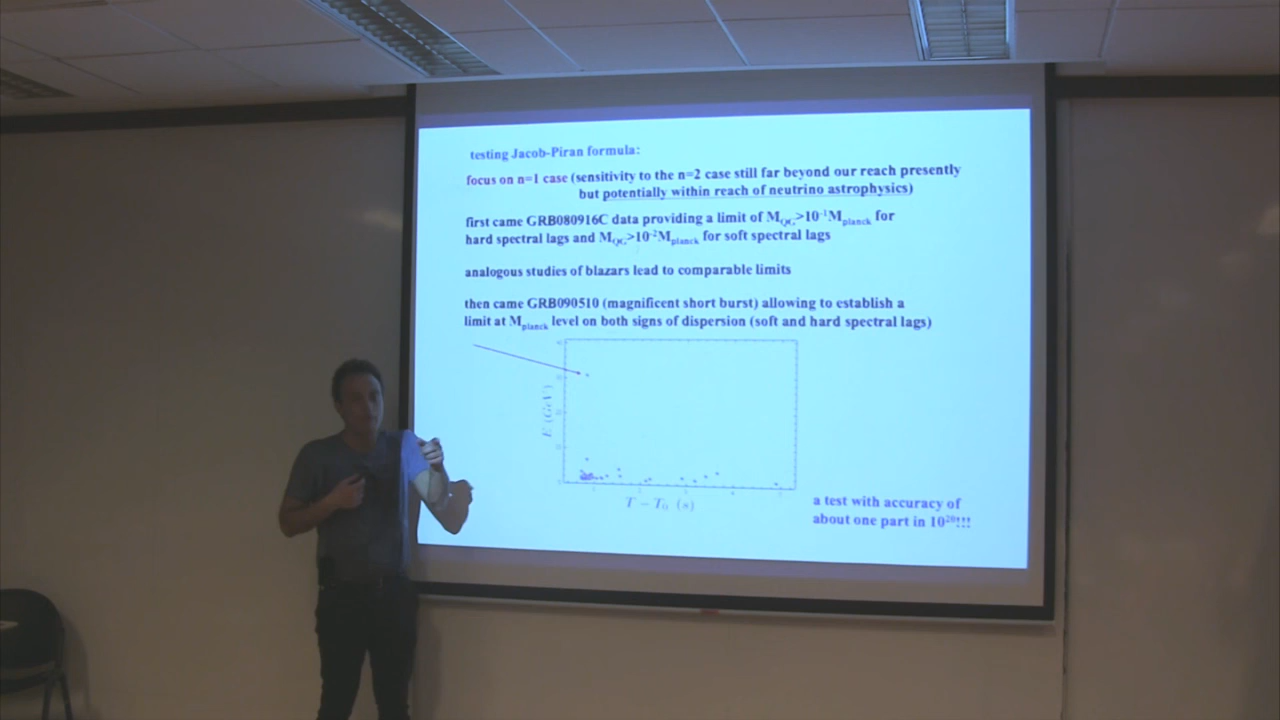 testing Jacob-Piran formula:
focus on n=1 case (sensitivity to the n=2 case still far beyond our reach presently
but potentially within reach of neutrino astrophysics)
first came GRB080916C data providing a limit of M_QG>10^-1 M_planck for
hard spectral lags and M_QG>10^-2 M_planck for soft spectral lags
analogous studies of blazars lead to comparable limits
then came GRB090510 (magnificent short burst) allowing to establish a
limit at M_planck level on both signs of dispersion (soft and hard spectral lags)
E (GeV)
T − T₀ (s)
a test with accuracy of
about one part in 10^20!!!